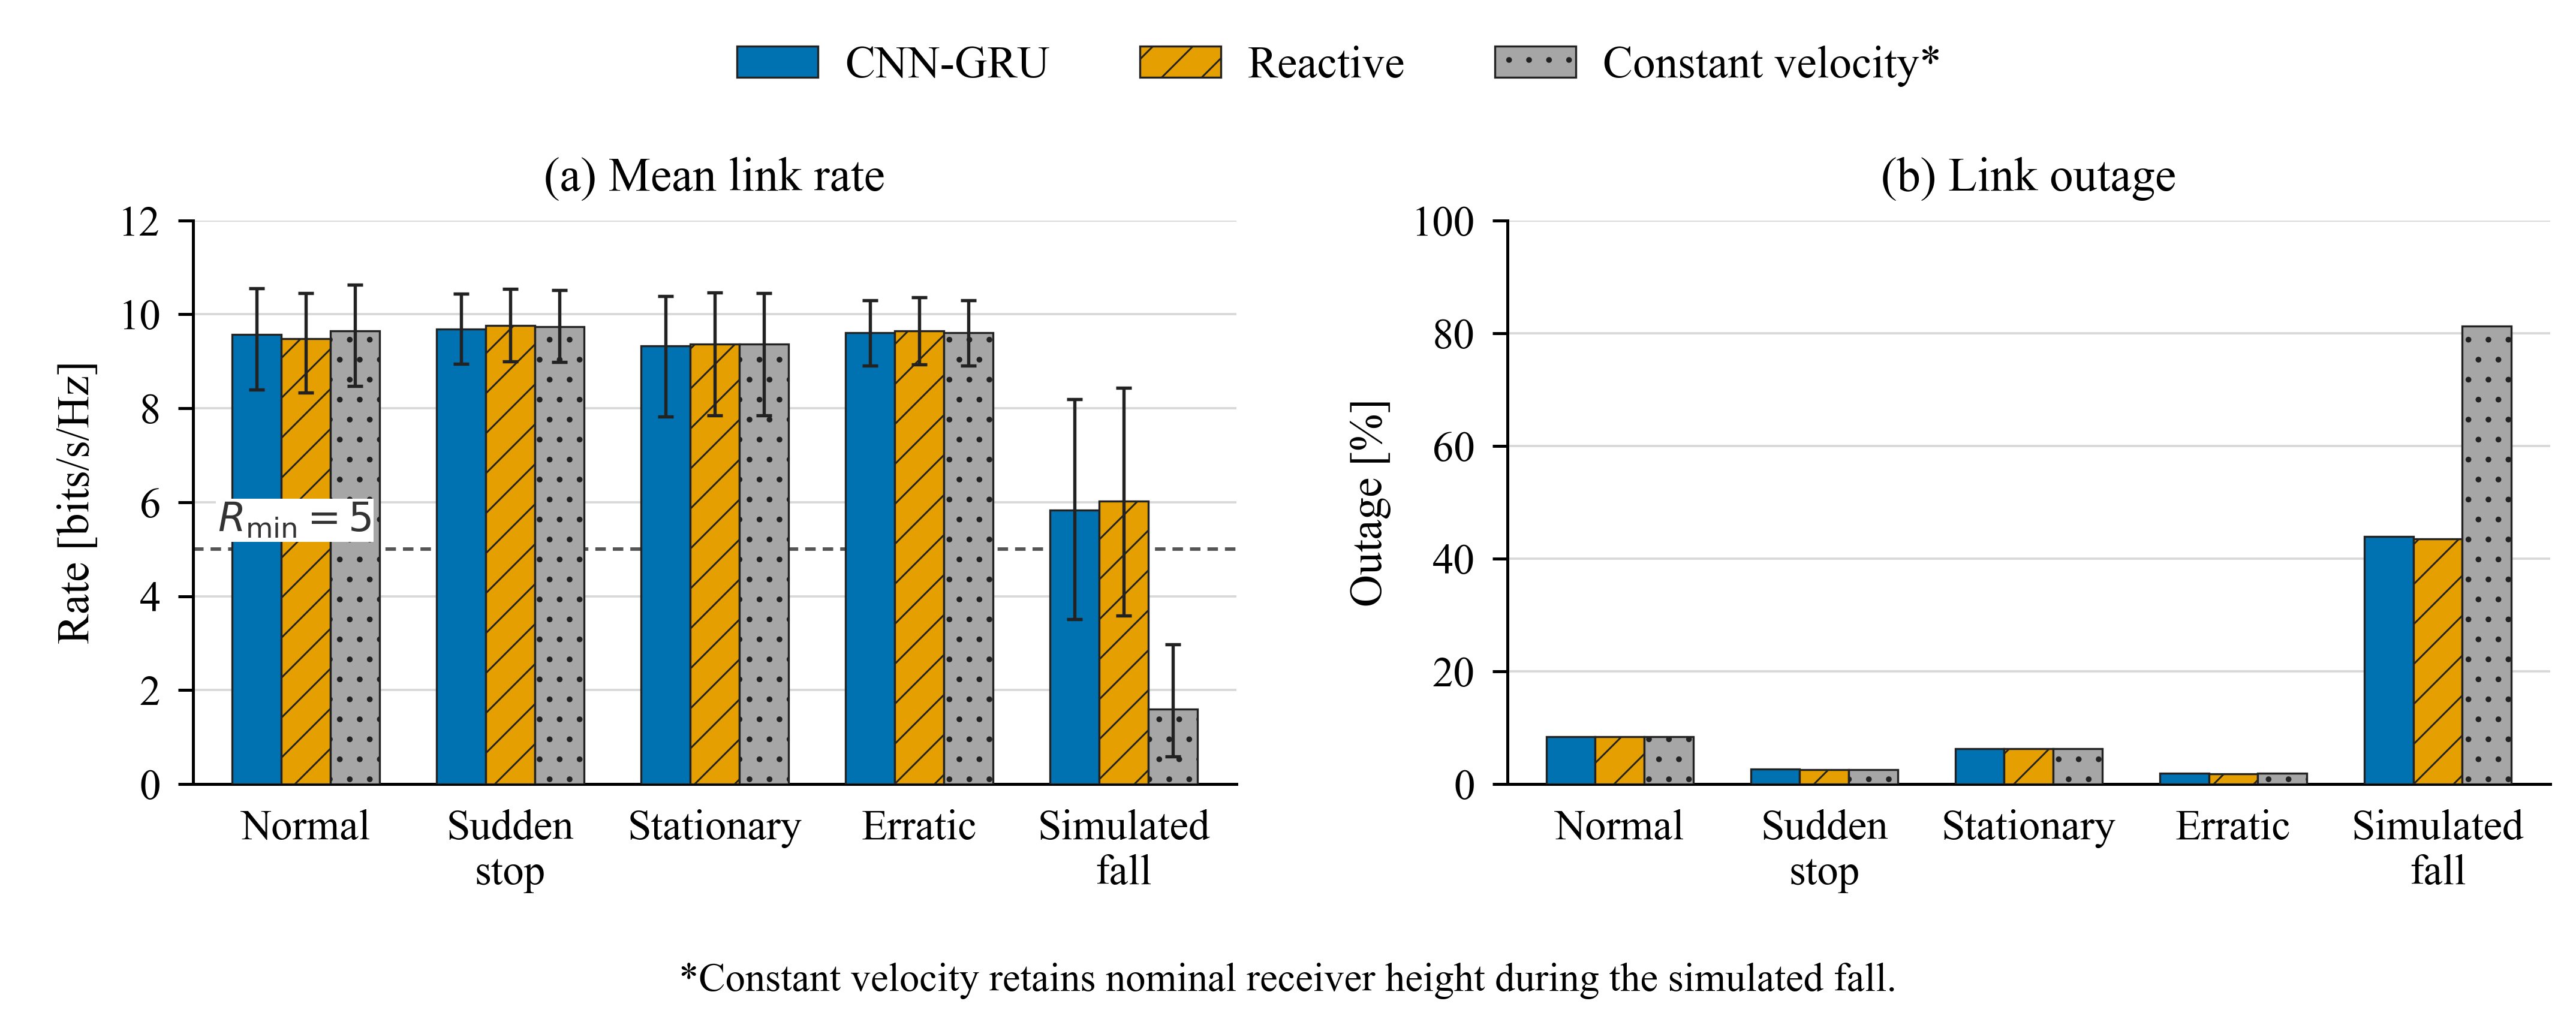 CNN-GRU Reactive Constant velocity*
(a) Mean link rate
12
10
8
6
4
2
0
Rate [bits/s/Hz]
R_min = 5
Normal Sudden stop Stationary Erratic Simulated fall
(b) Link outage
100
80
60
40
20
0
Outage [%]
Normal Sudden stop Stationary Erratic Simulated fall
*Constant velocity retains nominal receiver height during the simulated fall.